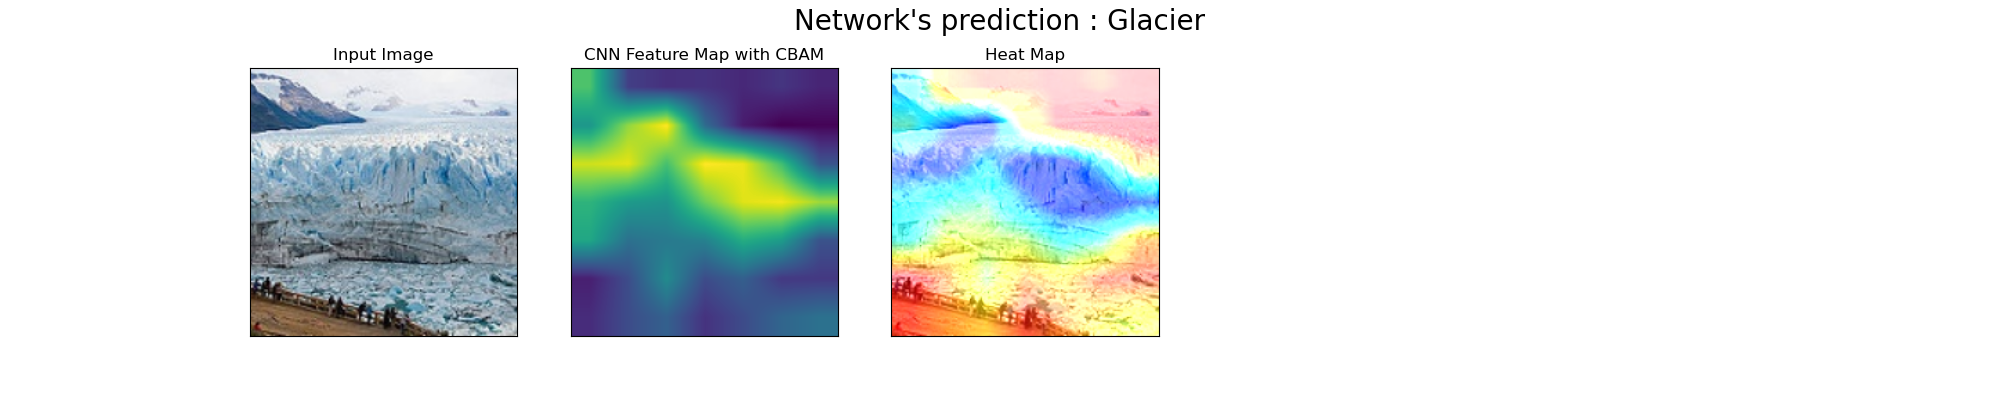 Network's prediction : Glacier
Input Image
CNN Feature Map with CBAM
Heat Map